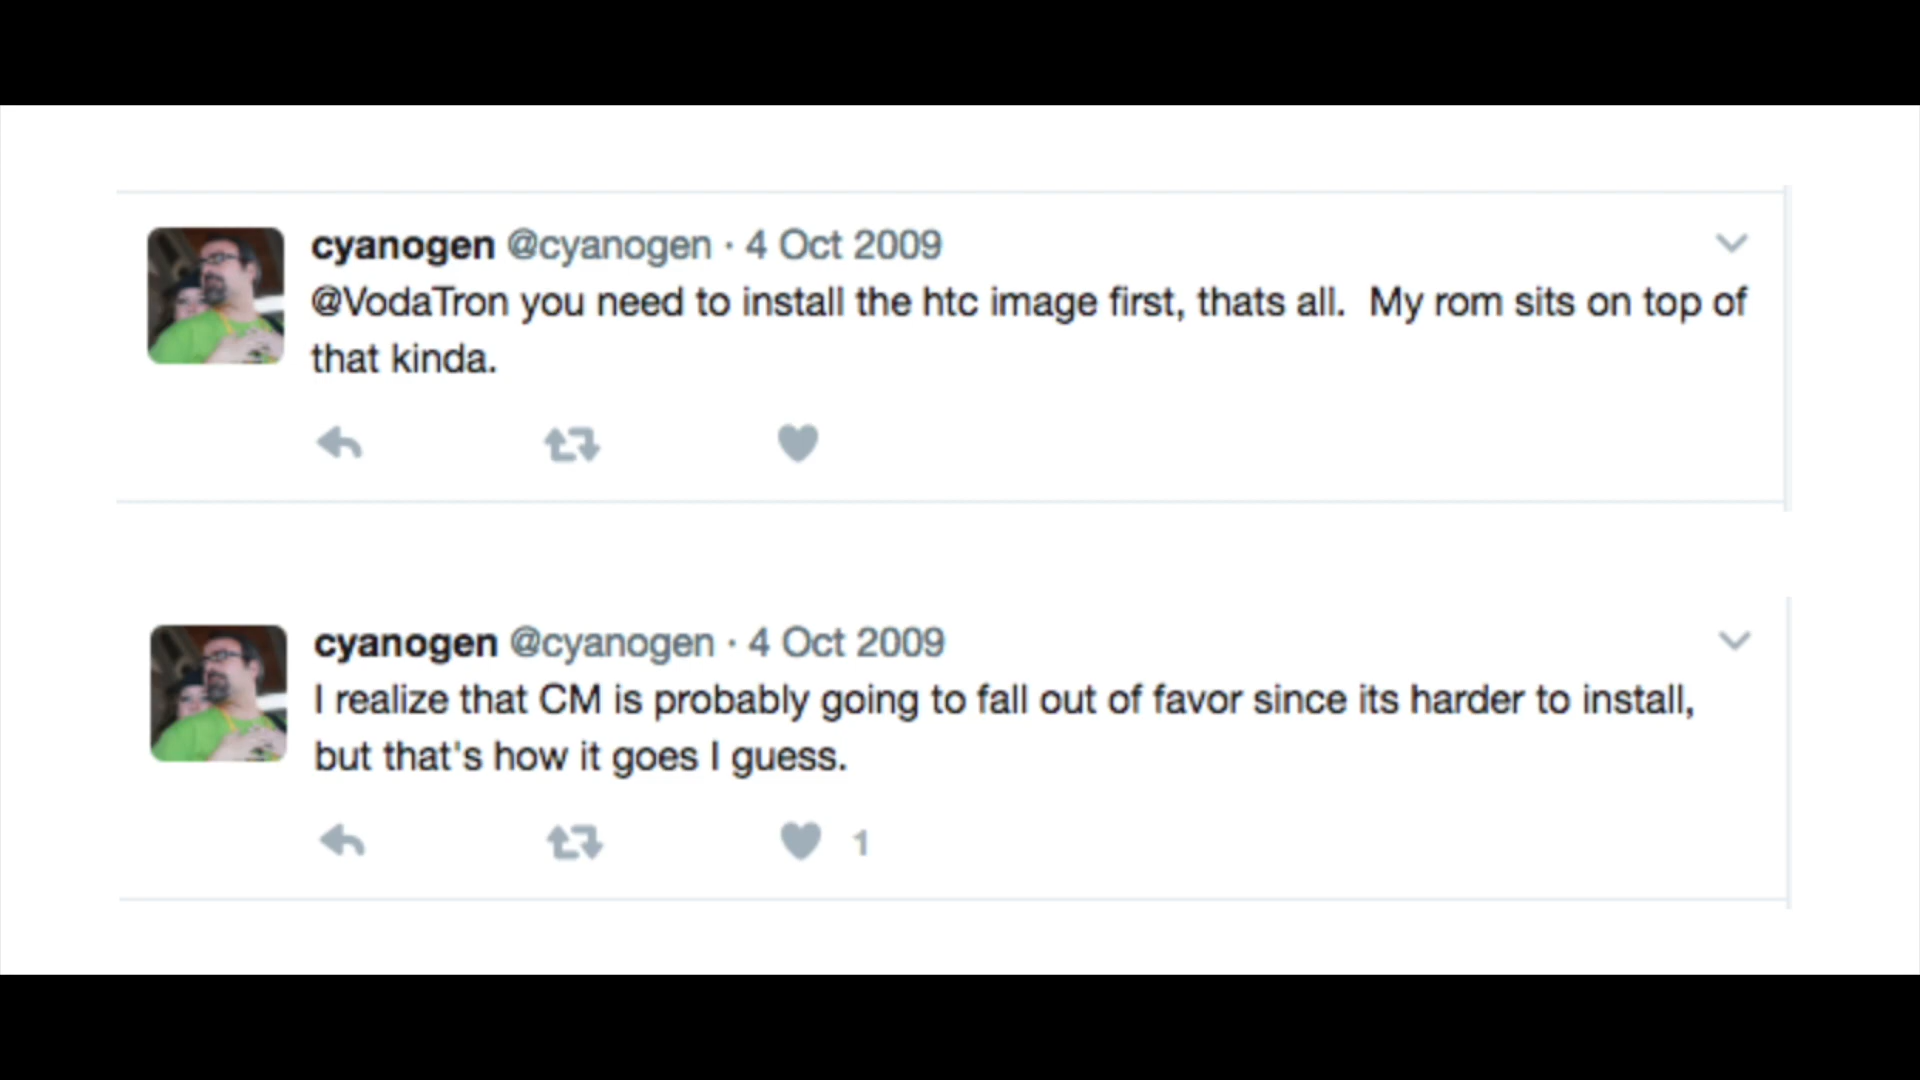 cyanogen @cyanogen · 4 Oct 2009
@VodaTron you need to install the htc image first, thats all.  My rom sits on top of
that kinda.
cyanogen @cyanogen · 4 Oct 2009
I realize that CM is probably going to fall out of favor since its harder to install,
but that's how it goes I guess.
1